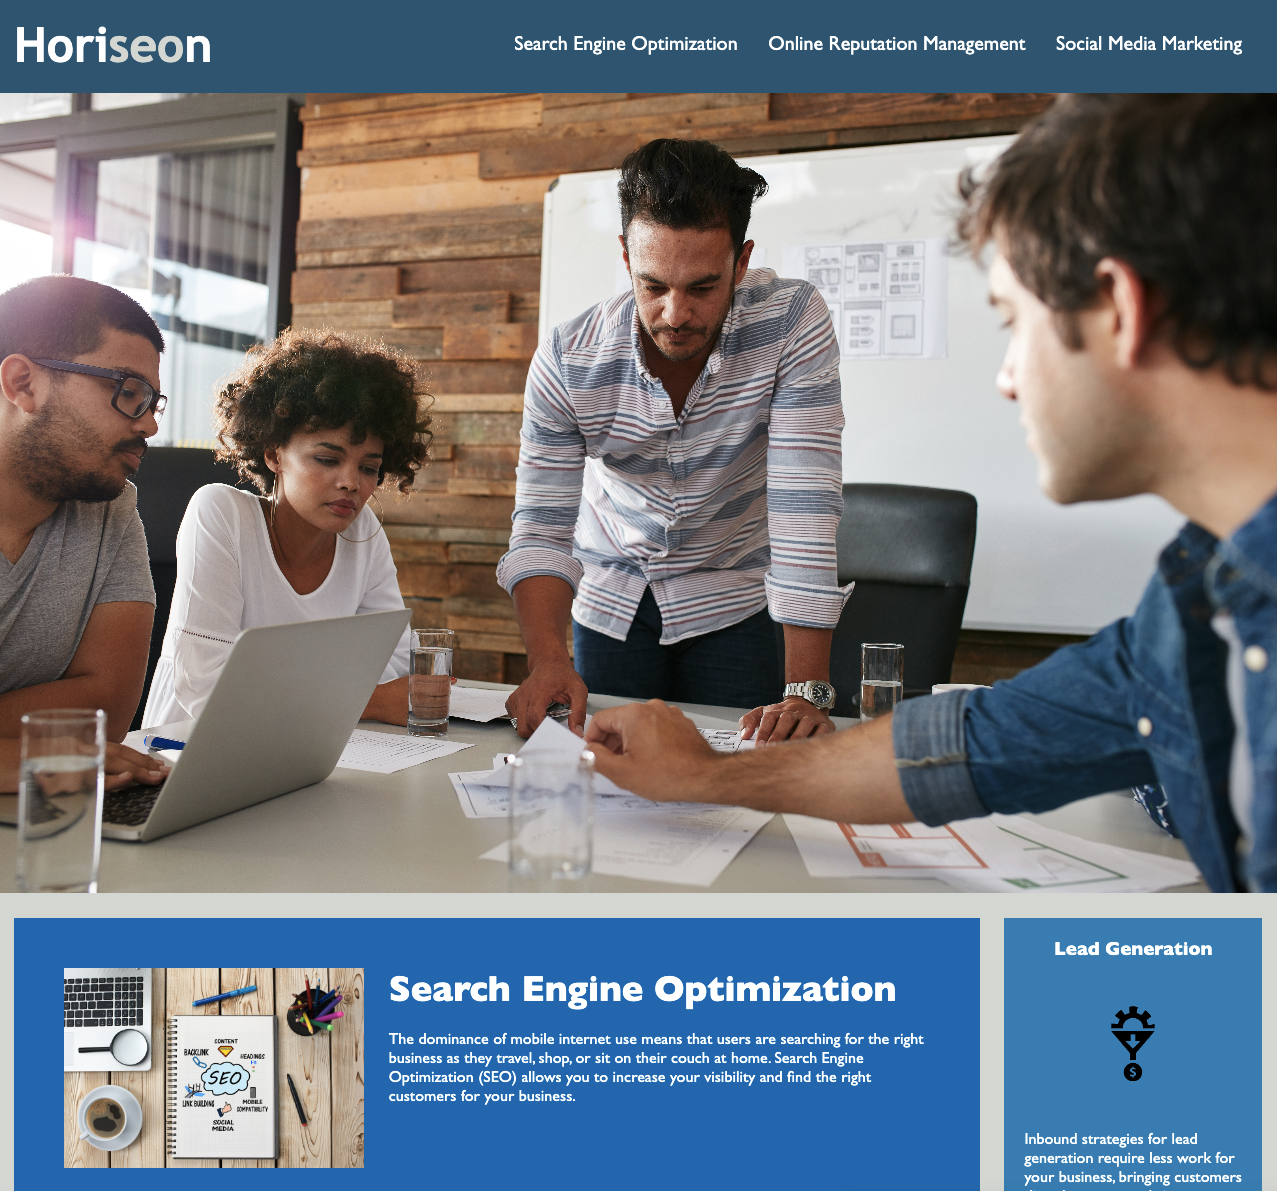 Horiseon
Search Engine Optimization
Online Reputation Management
Social Media Marketing
Search Engine Optimization
The dominance of mobile internet use means that users are searching for the right
business as they travel, shop, or sit on their couch at home. Search Engine
Optimization (SEO) allows you to increase your visibility and find the right
customers for your business.
CONTENT
BACKLINK
HEADINGS
SEO
LINK BUILDING
MOBILE
COMPATIBILITY
SOCIAL
MEDIA
Lead Generation
$
Inbound strategies for lead
generation require less work for
your business, bringing customers